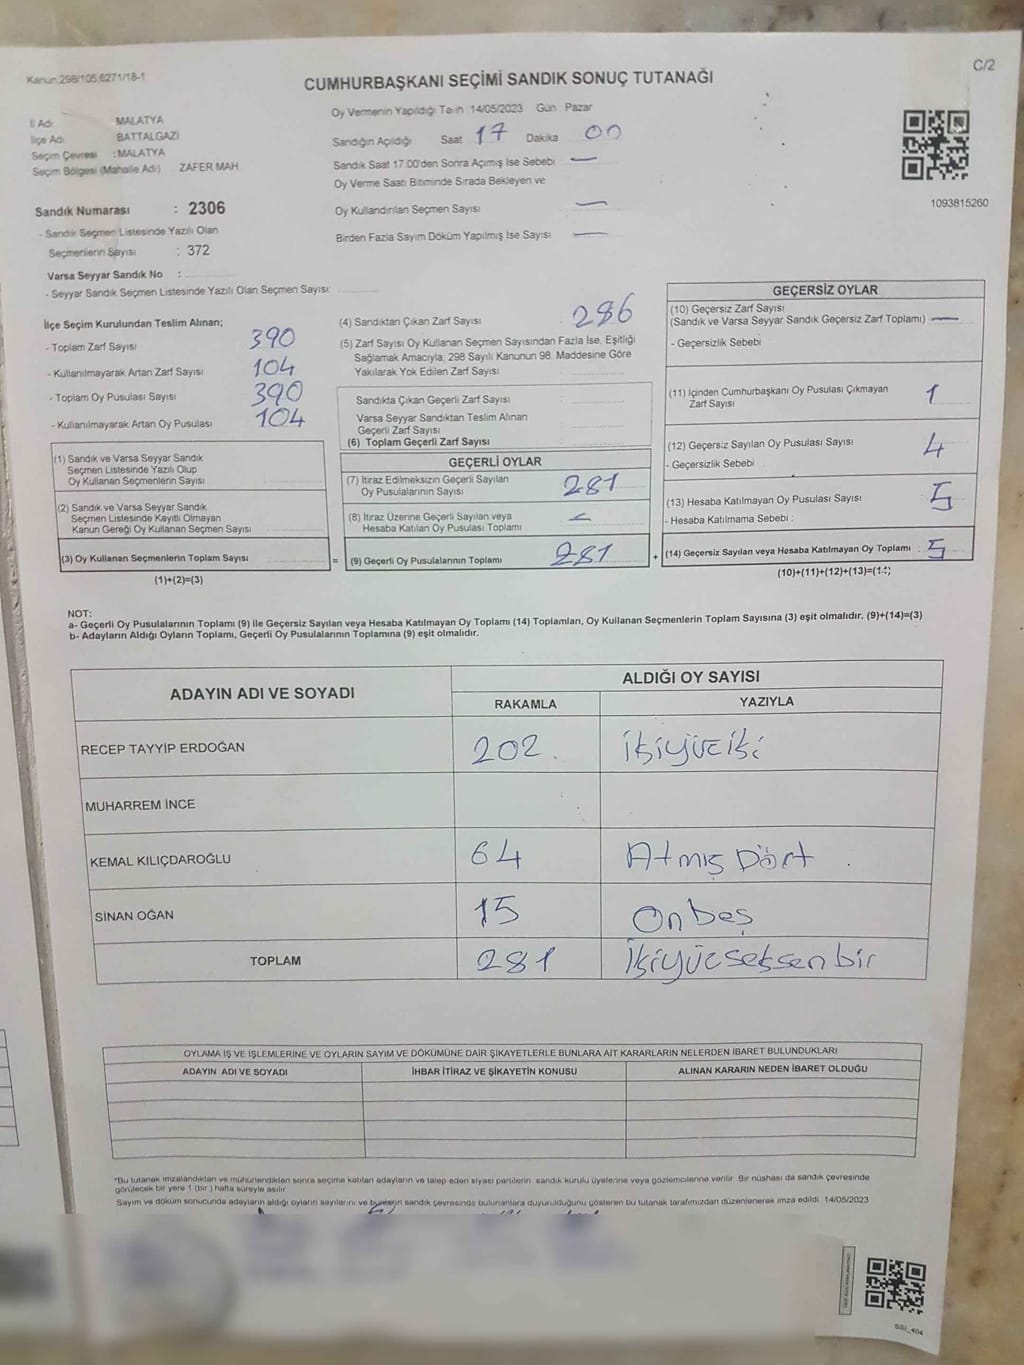 Kanun,298/105,6271/18-1
C/2
CUMHURBAŞKANI SEÇİMİ SANDIK SONUÇ TUTANAĞI
İl Adı MALATYA
İlçe Adı BATTALGAZİ
Seçim Çevresi : MALATYA
Seçim Bölgesi (Mahalle Adı) ZAFER MAH.
Sandık Numarası : 2306
- Sandık Seçmen Listesinde Yazılı Olan
Seçmenlerin Sayısı : 372
Varsa Seyyar Sandık No :
- Seyyar Sandık Seçmen Listesinde Yazılı Olan Seçmen Sayısı:
Oy Vermenin Yapıldığı Tarih 14/05/2023 Gün Pazar
Sandığın Açıldığı Saat 17 Dakika 00
Sandık Saat 17.00'den Sonra Açımış İse Sebebi —
Oy Verme Saati Bitiminde Sırada Bekleyen ve
Oy Kullandırılan Seçmen Sayısı —
Birden Fazla Sayım Döküm Yapılmış İse Sayısı —
1093815260
İlçe Seçim Kurulundan Teslim Alınan;
- Toplam Zarf Sayısı 390
- Kullanılmayarak Artan Zarf Sayısı 104
- Toplam Oy Pusulası Sayısı 390
- Kullanılmayarak Artan Oy Pusulası 104
(1) Sandık ve Varsa Seyyar Sandık
Seçmen Listesinde Yazılı Olup
Oy Kullanan Seçmenlerin Sayısı
(2) Sandık ve Varsa Seyyar Sandık
Seçmen Listesinde Kayıtlı Olmayan
Kanun Gereği Oy Kullanan Seçmen Sayısı
(3) Oy Kullanan Seçmenlerin Toplam Sayısı
(1)+(2)=(3)
(4) Sandıktan Çıkan Zarf Sayısı 286
(5) Zarf Sayısı Oy Kullanan Seçmen Sayısından Fazla İse, Eşitliği
Sağlamak Amacıyla, 298 Sayılı Kanunun 98. Maddesine Göre
Yakılarak Yok Edilen Zarf Sayısı
Sandıkta Çıkan Geçerli Zarf Sayısı :
Varsa Seyyar Sandıktan Teslim Alınan
Geçerli Zarf Sayısı :
(6) Toplam Geçerli Zarf Sayısı
GEÇERLİ OYLAR
(7) İtiraz Edilmeksizin Geçerli Sayılan
Oy Pusulalarının Sayısı 281
(8) İtiraz Üzerine Geçerli Sayılan veya
Hesaba Katılan Oy Pusulası Toplamı
= (9) Geçerli Oy Pusulalarının Toplamı 281 +
GEÇERSİZ OYLAR
(10) Geçersiz Zarf Sayısı
(Sandık ve Varsa Seyyar Sandık Geçersiz Zarf Toplamı) —
- Geçersizlik Sebebi
(11) İçinden Cumhurbaşkanı Oy Pusulası Çıkmayan
Zarf Sayısı 1
(12) Geçersiz Sayılan Oy Pusulası Sayısı 4
- Geçersizlik Sebebi
(13) Hesaba Katılmayan Oy Pusulası Sayısı 5
- Hesaba Katılmama Sebebi :
(14) Geçersiz Sayılan veya Hesaba Katılmayan Oy Toplamı : 5
(10)+(11)+(12)+(13)=(14)
NOT:
a- Geçerli Oy Pusulalarının Toplamı (9) ile Geçersiz Sayılan veya Hesaba Katılmayan Oy Toplamı (14) Toplamları, Oy Kullanan Seçmenlerin Toplam Sayısına (3) eşit olmalıdır. (9)+(14)=(3)
b- Adayların Aldığı Oyların Toplamı, Geçerli Oy Pusulalarının Toplamına (9) eşit olmalıdır.
ADAYIN ADI VE SOYADI ALDIĞI OY SAYISI
RAKAMLA YAZIYLA
RECEP TAYYİP ERDOĞAN 202 ikiyüziki
MUHARREM İNCE
KEMAL KILIÇDAROĞLU 64 Atmış Dört
SİNAN OĞAN 15 On beş
TOPLAM 281 ikiyüzseksenbir
OYLAMA İŞ VE İŞLEMLERİNE VE OYLARIN SAYIM VE DÖKÜMÜNE DAİR ŞİKAYETLERLE BUNLARA AİT KARARLARIN NELERDEN İBARET BULUNDUKLARI
ADAYIN ADI VE SOYADI İHBAR İTİRAZ VE ŞİKAYETİN KONUSU ALINAN KARARIN NEDEN İBARET OLDUĞU
*Bu tutanak imzalandıktan ve mühürlendikten sonra seçime katılan adayların ve talep eden siyasi partilerin sandık kurulu üyelerine veya gözlemcilerine verilir. Bir nüshası da sandık çevresinde
görülecek bir yere 1 (bir) hafta süreyle asılır.
Sayım ve döküm sonucunda adayların aldığı oyların sayılarını ve bunların sandık çevresinde bulunanlara duyurulduğunu gösteren bu tutanak tarafımızdan düzenlenerek imza edildi. 14/05/2023
SSI_404